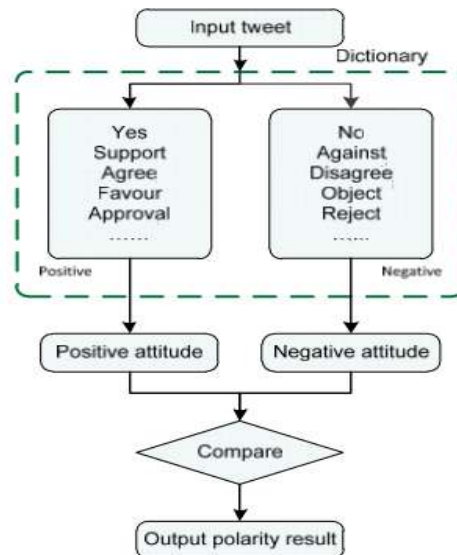 Input tweet
Dictionary
Yes
Support
Agree
Favour
Approval
......
Positive
No
Against
Disagree
Object
Reject
......
Negative
Positive attitude
Negative attitude
Compare
Output polarity result